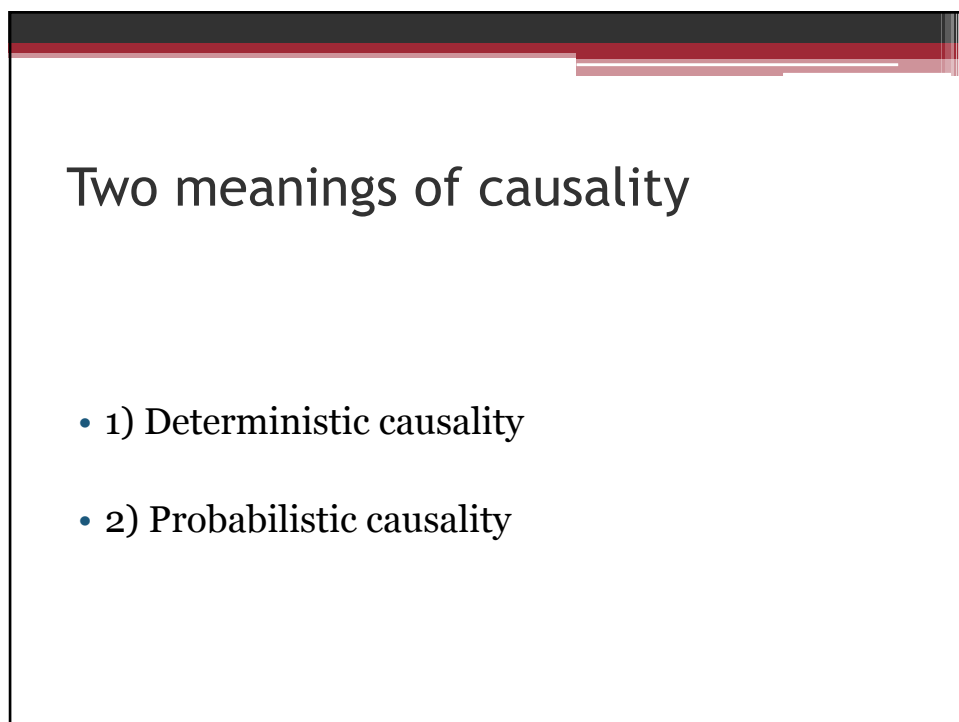 Two meanings of causality
• 1) Deterministic causality
• 2) Probabilistic causality